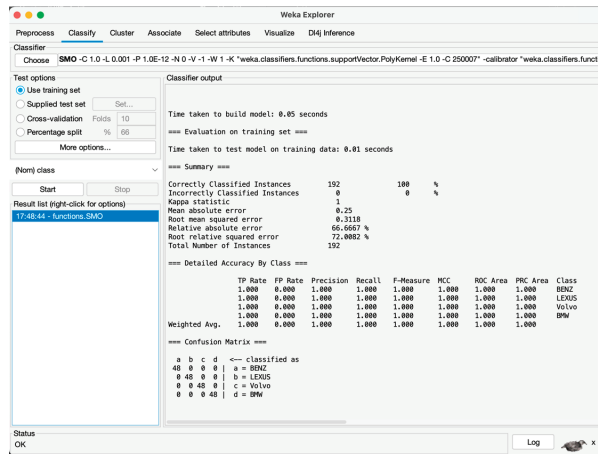 Weka Explorer
Preprocess Classify Cluster Associate Select attributes Visualize Dl4j Inference
Classifier
Choose SMO -C 1.0 -L 0.001 -P 1.0E-12 -N 0 -V -1 -W 1 -K "weka.classifiers.functions.supportVector.PolyKernel -E 1.0 -C 250007" -calibrator "weka.classifiers.funct
Test options
Use training set
Supplied test set Set...
Cross-validation Folds 10
Percentage split % 66
More options...
(Nom) class
Start Stop
Result list (right-click for options)
17:48:44 - functions.SMO
Classifier output
Time taken to build model: 0.05 seconds
=== Evaluation on training set ===
Time taken to test model on training data: 0.01 seconds
=== Summary ===
Correctly Classified Instances 192 100 %
Incorrectly Classified Instances 0 0 %
Kappa statistic 1
Mean absolute error 0.25
Root mean squared error 0.3118
Relative absolute error 66.6667 %
Root relative squared error 72.0082 %
Total Number of Instances 192
=== Detailed Accuracy By Class ===
TP Rate FP Rate Precision Recall F-Measure MCC ROC Area PRC Area Class
1.000 0.000 1.000 1.000 1.000 1.000 1.000 1.000 BENZ
1.000 0.000 1.000 1.000 1.000 1.000 1.000 1.000 LEXUS
1.000 0.000 1.000 1.000 1.000 1.000 1.000 1.000 Volvo
1.000 0.000 1.000 1.000 1.000 1.000 1.000 1.000 BMW
Weighted Avg. 1.000 0.000 1.000 1.000 1.000 1.000 1.000 1.000
=== Confusion Matrix ===
a b c d <-- classified as
48 0 0 0 | a = BENZ
0 48 0 0 | b = LEXUS
0 0 48 0 | c = Volvo
0 0 0 48 | d = BMW
Status
OK
Log
x